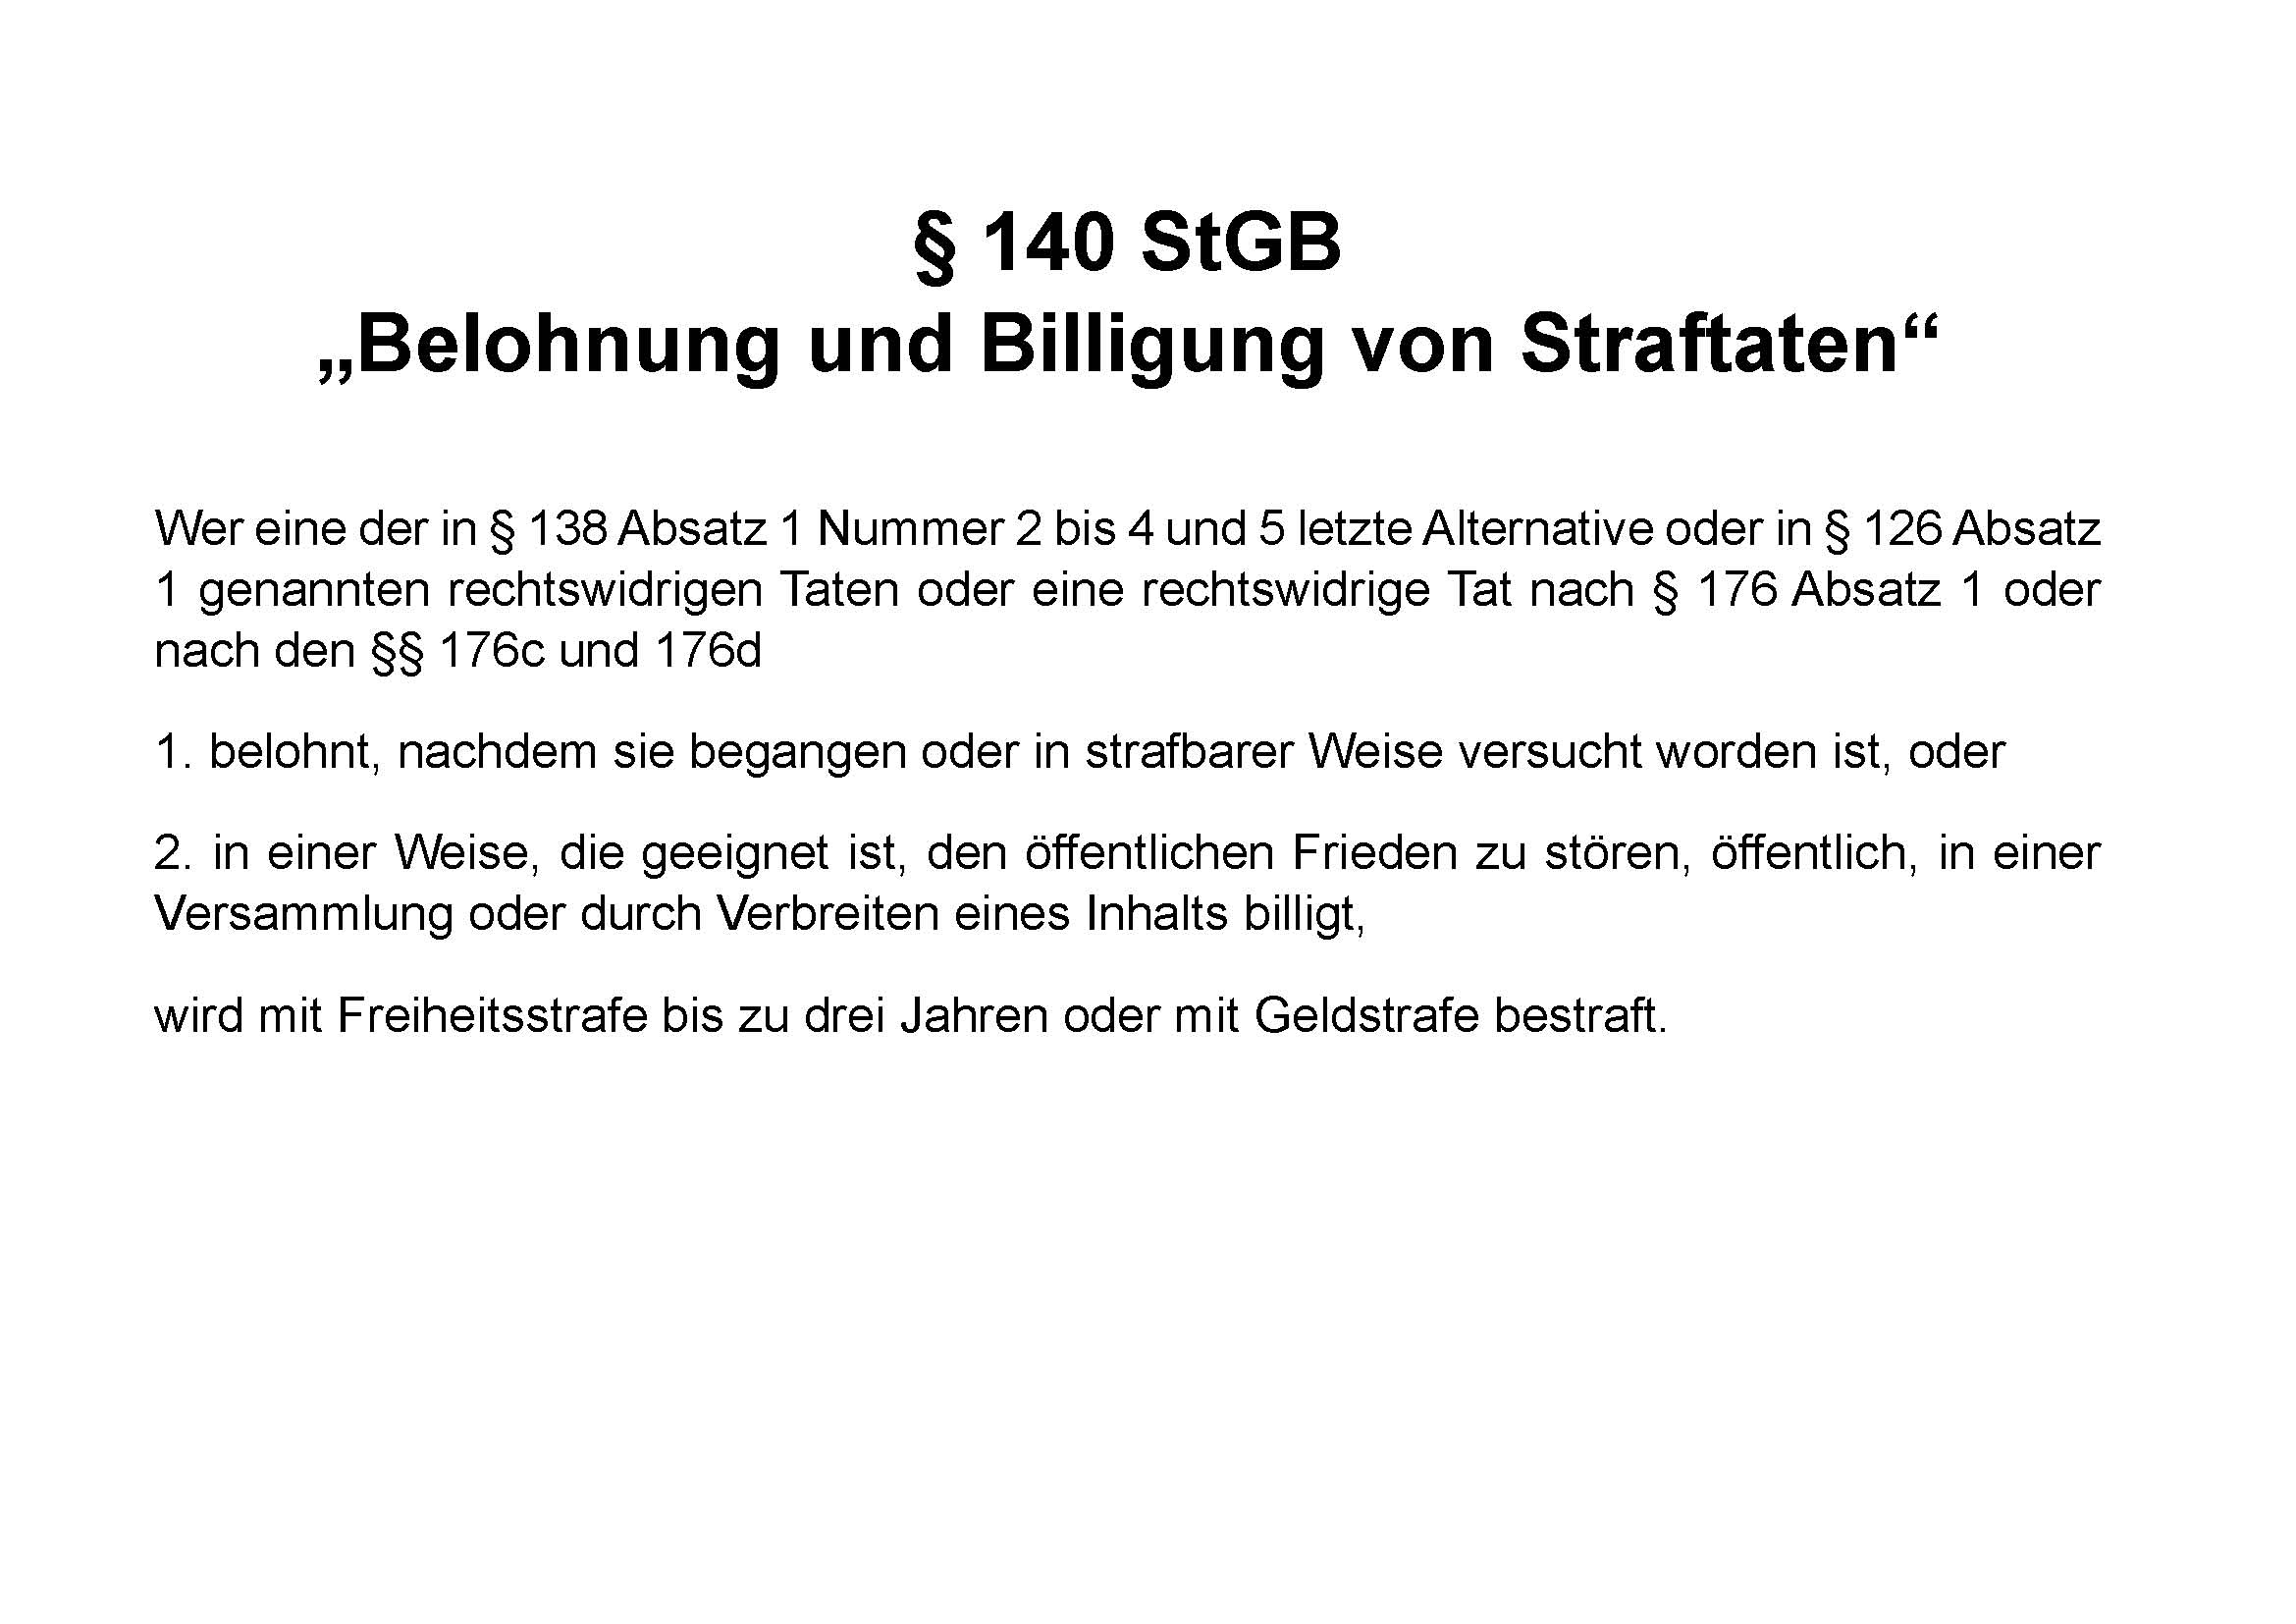 § 140 StGB
„Belohnung und Billigung von Straftaten“
Wer eine der in § 138 Absatz 1 Nummer 2 bis 4 und 5 letzte Alternative oder in § 126 Absatz
1 genannten rechtswidrigen Taten oder eine rechtswidrige Tat nach § 176 Absatz 1 oder
nach den §§ 176c und 176d
1. belohnt, nachdem sie begangen oder in strafbarer Weise versucht worden ist, oder
2. in einer Weise, die geeignet ist, den öffentlichen Frieden zu stören, öffentlich, in einer
Versammlung oder durch Verbreiten eines Inhalts billigt,
wird mit Freiheitsstrafe bis zu drei Jahren oder mit Geldstrafe bestraft.